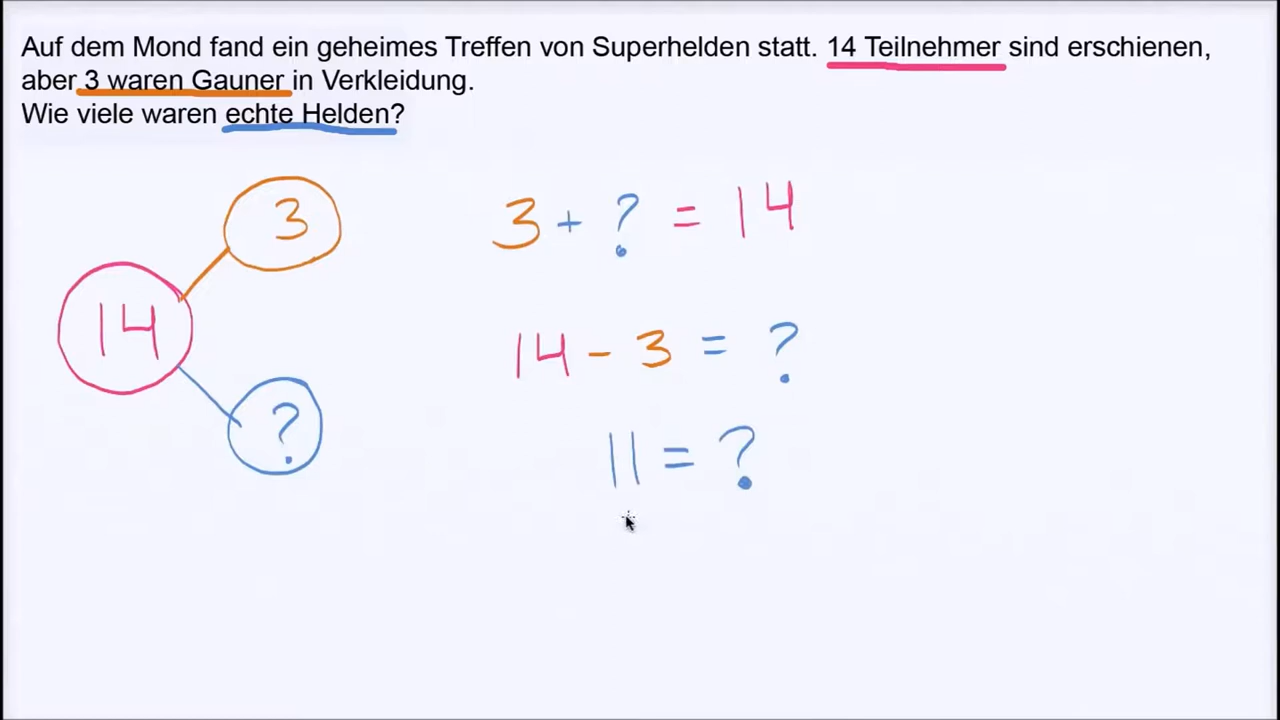 Auf dem Mond fand ein geheimes Treffen von Superhelden statt. 14 Teilnehmer sind erschienen,
aber 3 waren Gauner in Verkleidung.
Wie viele waren echte Helden?
3
14
?
3 + ? = 14
14 - 3 = ?
11 = ?